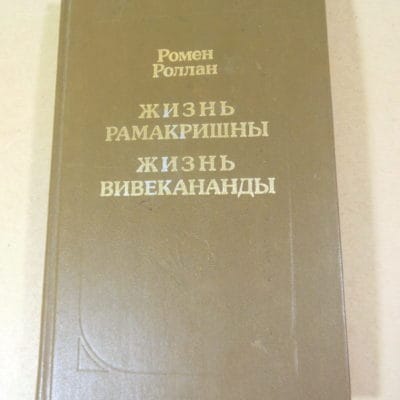 Ромен
Роллан
ЖИЗНЬ
РАМАКРИШНЫ
ЖИЗНЬ
ВИВЕКАНАНДЫ